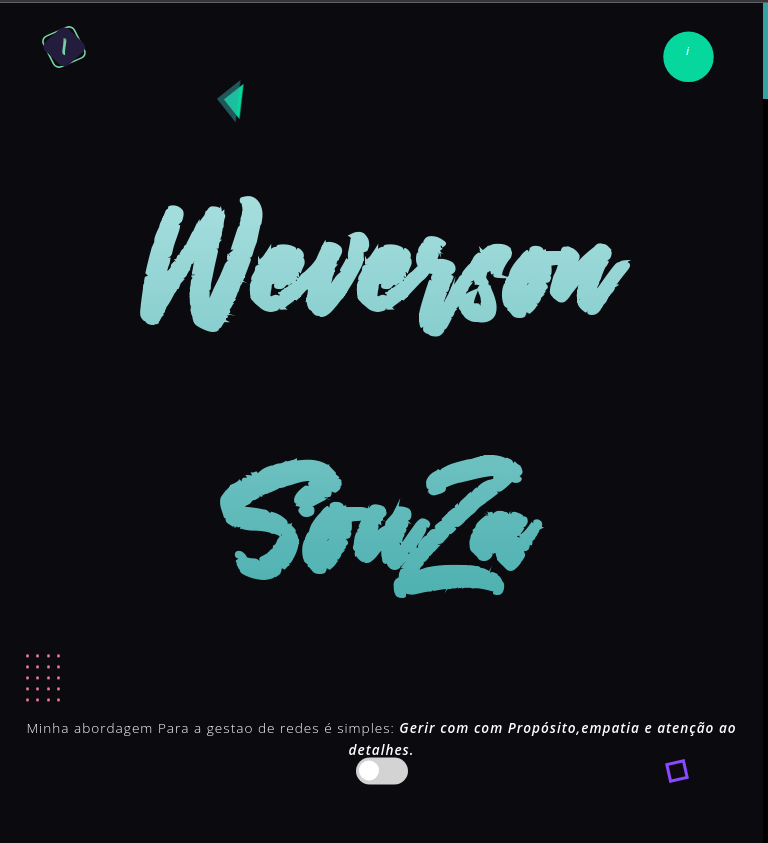 i
Weverson
SouZa
Minha abordagem Para a gestao de redes é simples: Gerir com com Propósito,empatia e atenção ao
detalhes.